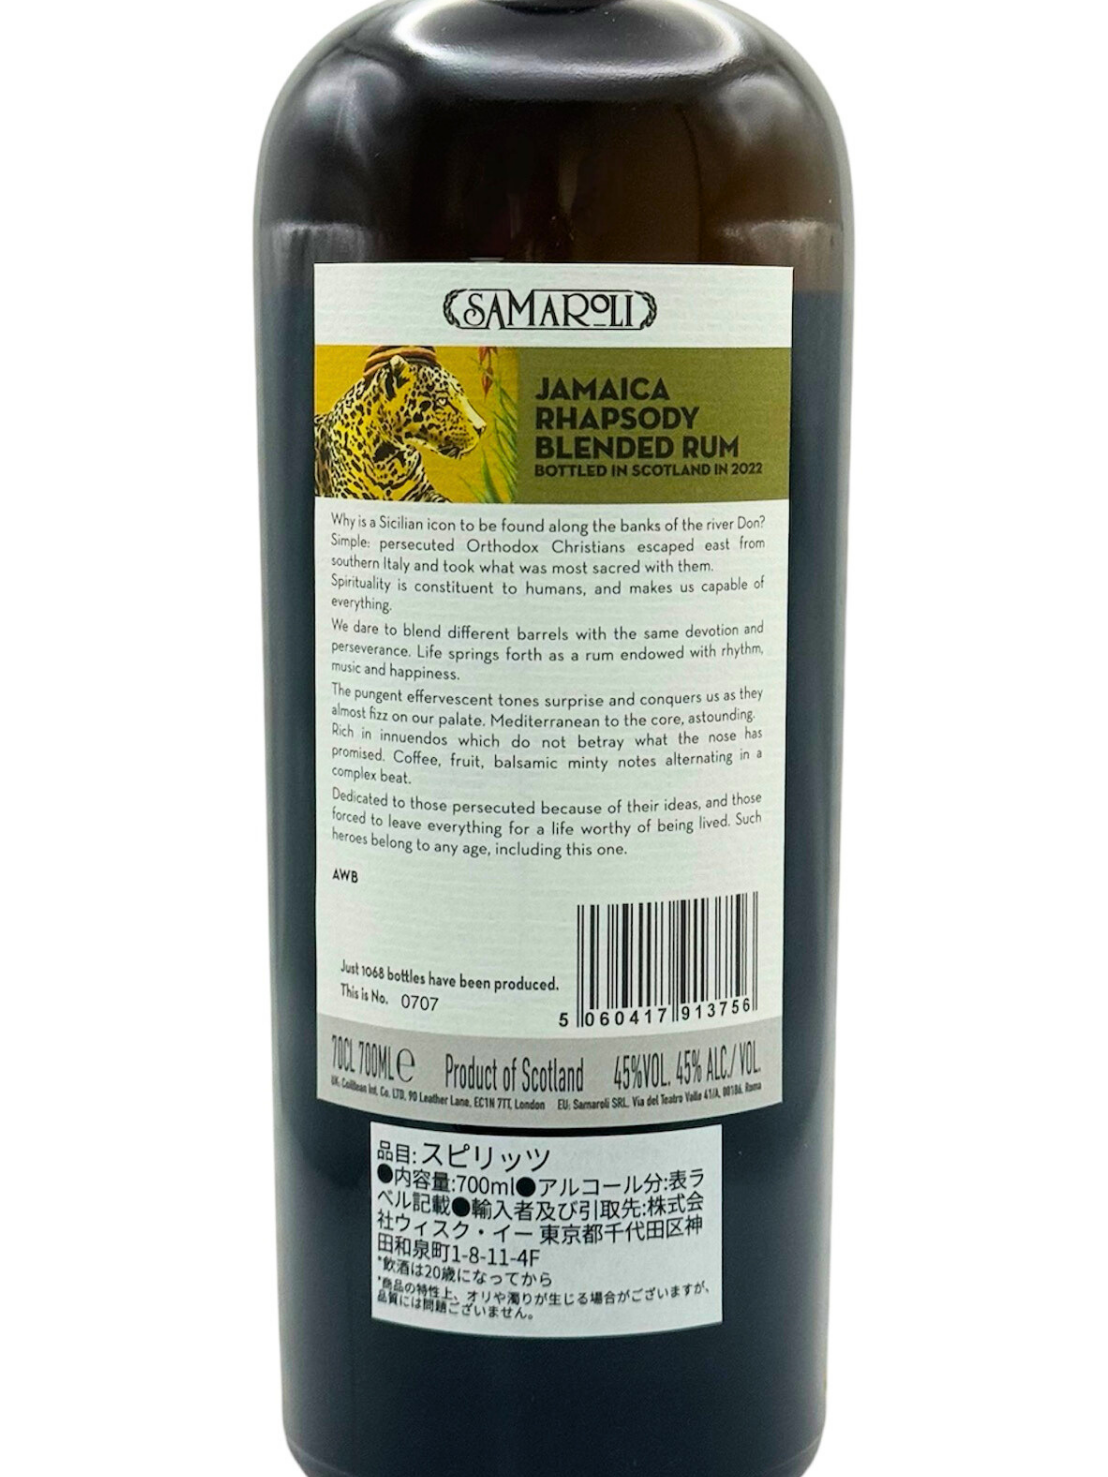 SAMAROLI
JAMAICA
RHAPSODY
BLENDED RUM
BOTTLED IN SCOTLAND IN 2022
Why is a Sicilian icon to be found along the banks of the river Don?
Simple: persecuted Orthodox Christians escaped east from
southern Italy and took what was most sacred with them.
Spirituality is constituent to humans, and makes us capable of
everything.
We dare to blend different barrels with the same devotion and
perseverance. Life springs forth as a rum endowed with rhythm,
music and happiness.
The pungent effervescent tones surprise and conquers us as they
almost fizz on our palate. Mediterranean to the core, astounding.
Rich in innuendos which do not betray what the nose has
promised. Coffee, fruit, balsamic minty notes alternating in a
complex beat.
Dedicated to those persecuted because of their ideas, and those
forced to leave everything for a life worthy of being lived. Such
heroes belong to any age, including this one.
AWB
Just 1068 bottles have been produced.
This is No. 0707
5 060417 913756
70CL 700ML e Product of Scotland 45%VOL. 45% ALC./VOL.
UK: CoilBean Int. Co. LTD, 90 Leather Lane, EC1N 7TT, London EU: Samaroli SRL, Via del Teatro Valle 41/A, 00186, Roma
品目:スピリッツ
●内容量:700ml●アルコール分:表ラ
ベル記載●輸入者及び引取先:株式会
社ウィスク・イー 東京都千代田区神
田和泉町1-8-11-4F
*飲酒は20歳になってから
*商品の特性上、オリや濁りが生じる場合がございますが、
品質には問題ございません。